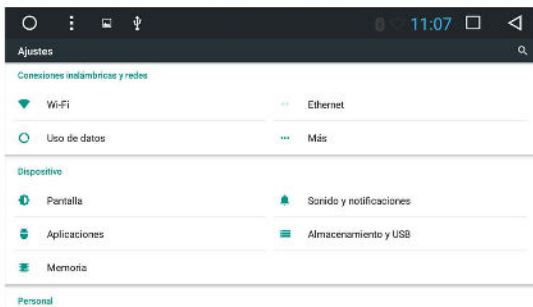 11:07
Ajustes
Conexiones inalámbricas y redes
Wi-Fi
Ethernet
Uso de datos
Más
Dispositivo
Pantalla
Sonido y notificaciones
Aplicaciones
Almacenamiento y USB
Memoria
Personal